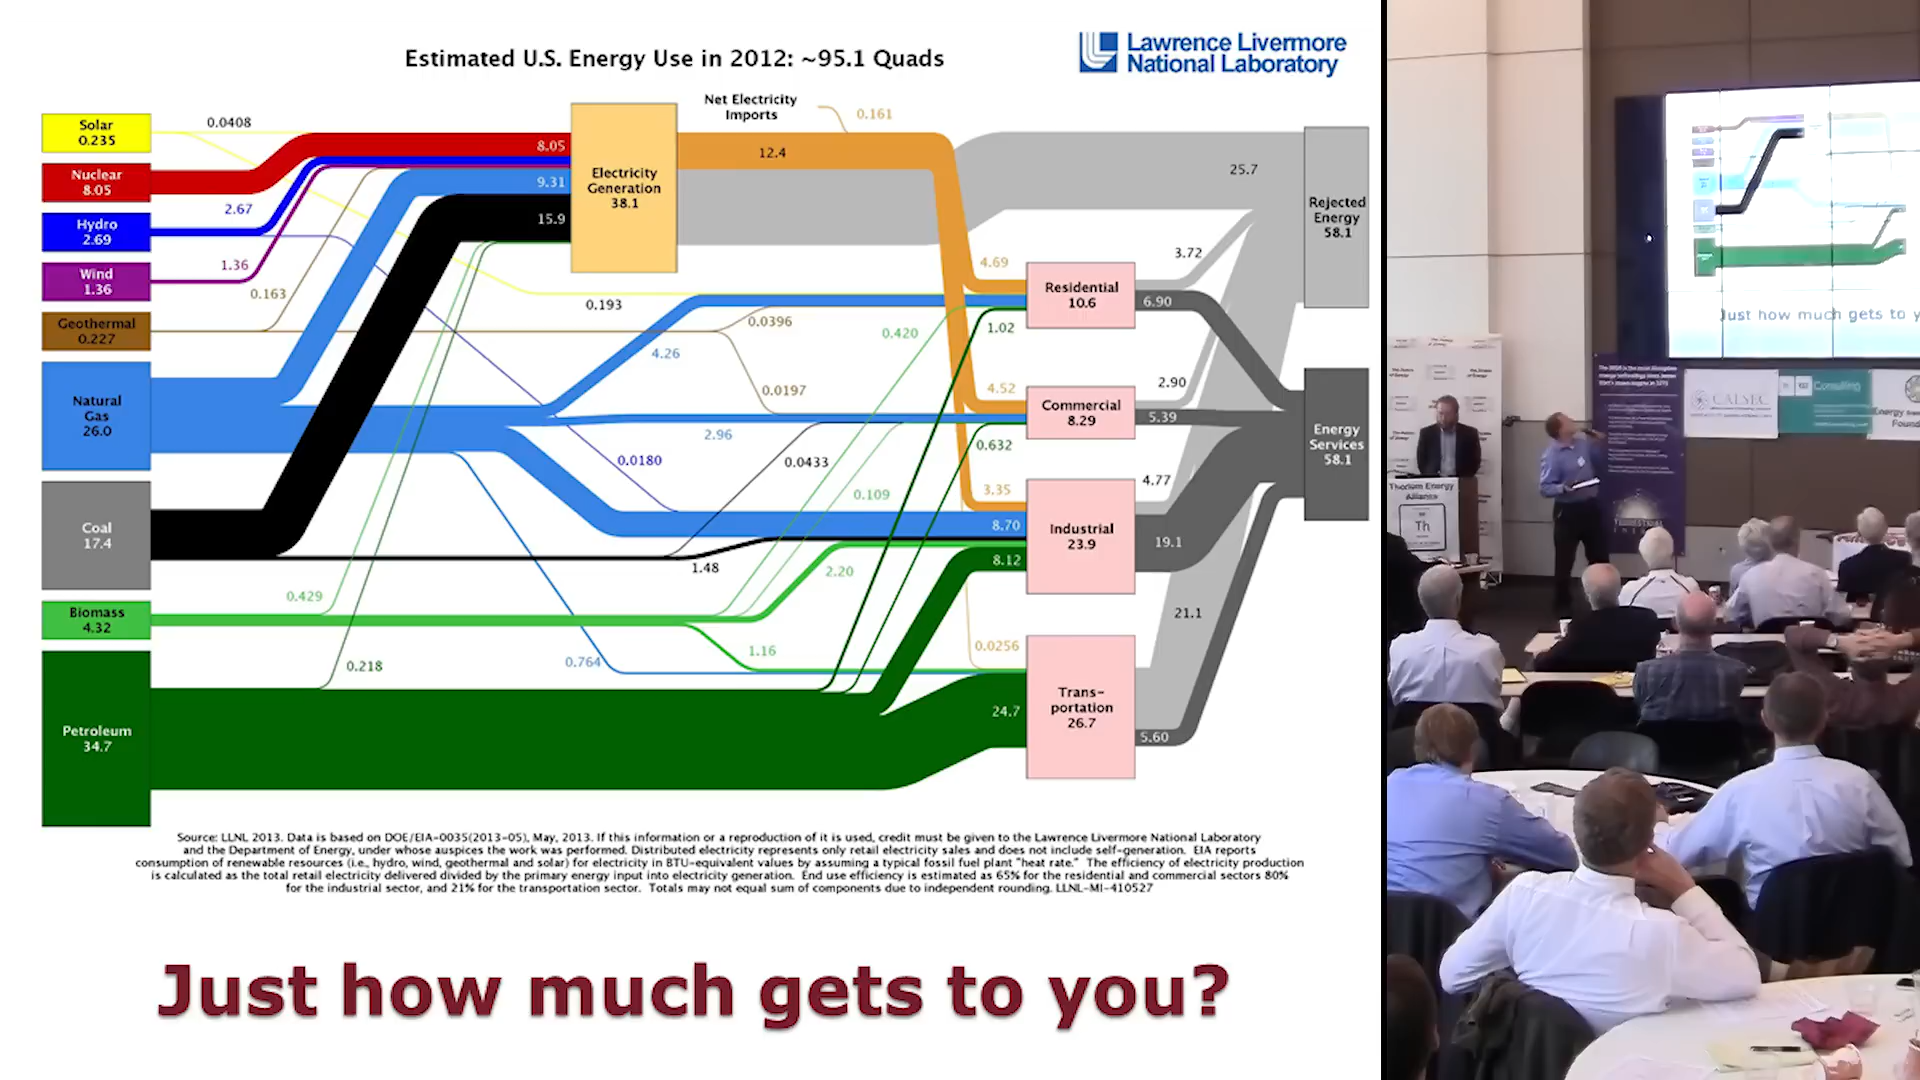 Estimated U.S. Energy Use in 2012: ~95.1 Quads
Lawrence Livermore
National Laboratory
Net Electricity
Imports
0.161
Solar
0.235
0.0408
Nuclear
8.05
8.05
Hydro
2.69
2.67
Wind
1.36
1.36
Geothermal
0.227
0.163
Natural
Gas
26.0
9.31
Coal
17.4
15.9
Biomass
4.32
0.429
Petroleum
34.7
0.218
Electricity
Generation
38.1
12.4
25.7
Rejected
Energy
58.1
0.193
4.69
3.72
Residential
10.6
6.90
0.0396
0.420
1.02
4.26
0.0197
4.52
2.90
Commercial
8.29
5.39
2.96
0.632
0.0180
0.0433
Energy
Services
58.1
0.109
3.35
4.77
8.70
Industrial
23.9
19.1
8.12
1.48
2.20
21.1
0.0256
1.16
0.764
24.7
Trans-
portation
26.7
5.60
Source: LLNL 2013. Data is based on DOE/EIA-0035(2013-05), May, 2013. If this information or a reproduction of it is used, credit must be given to the Lawrence Livermore National Laboratory
and the Department of Energy, under whose auspices the work was performed. Distributed electricity represents only retail electricity sales and does not include self-generation. EIA reports
consumption of renewable resources (i.e., hydro, wind, geothermal and solar) for electricity in BTU-equivalent values by assuming a typical fossil fuel plant "heat rate." The efficiency of electricity production
is calculated as the total retail electricity delivered divided by the primary energy input into electricity generation. End use efficiency is estimated as 65% for the residential and commercial sectors 80%
for the industrial sector, and 21% for the transportation sector. Totals may not equal sum of components due to independent rounding. LLNL-MI-410527
Just how much gets to you?
Just how much gets to y
CALSEC
Consulting
Energy
Found
Thorium Energy
Alliance
Th